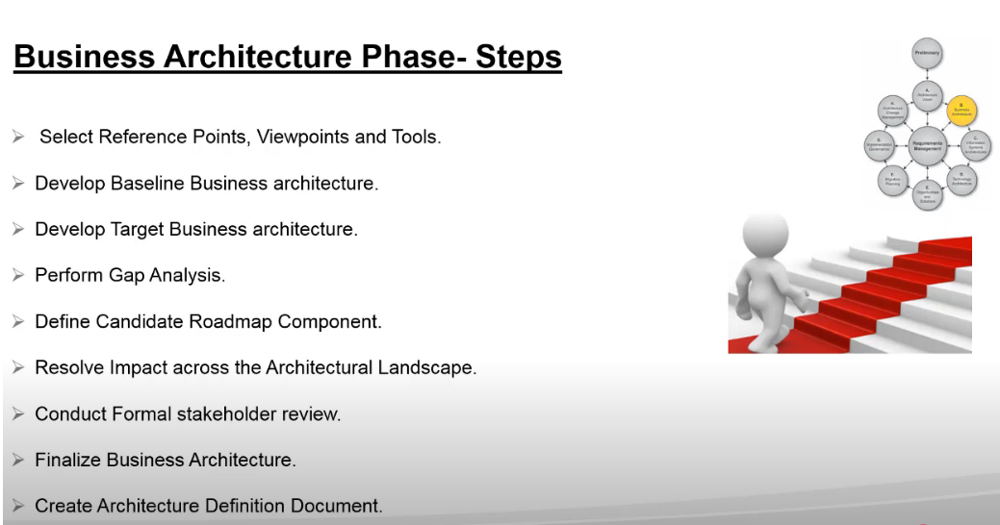 Business Architecture Phase- Steps
Select Reference Points, Viewpoints and Tools.
Develop Baseline Business architecture.
Develop Target Business architecture.
Perform Gap Analysis.
Define Candidate Roadmap Component.
Resolve Impact across the Architectural Landscape.
Conduct Formal stakeholder review.
Finalize Business Architecture.
Create Architecture Definition Document.
Preliminary
A.
Architecture
Vision
H.
Architecture
Change
Management
B.
Business
Architecture
G.
Implementation
Governance
Requirements
Management
C.
Information
Systems
Architectures
F.
Migration
Planning
D.
Technology
Architecture
E.
Opportunities
and
Solutions